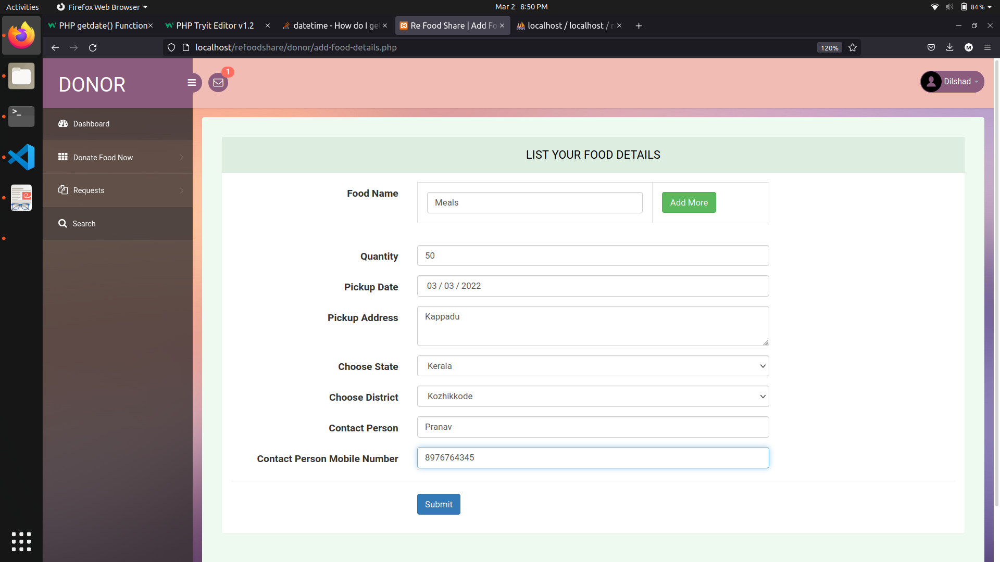 Activities
Firefox Web Browser
Mar 2 8:50 PM
84 %
PHP getdate() Function
PHP Tryit Editor v1.2
datetime - How do I ge
Re Food Share | Add Fo
localhost / localhost / r
localhost/refoodshare/donor/add-food-details.php
120%
M
DONOR
1
Dilshad
Dashboard
Donate Food Now
Requests
Search
LIST YOUR FOOD DETAILS
Food Name
Meals
Add More
Quantity
50
Pickup Date
03 / 03 / 2022
Pickup Address
Kappadu
Choose State
Kerala
Choose District
Kozhikkode
Contact Person
Pranav
Contact Person Mobile Number
8976764345
Submit